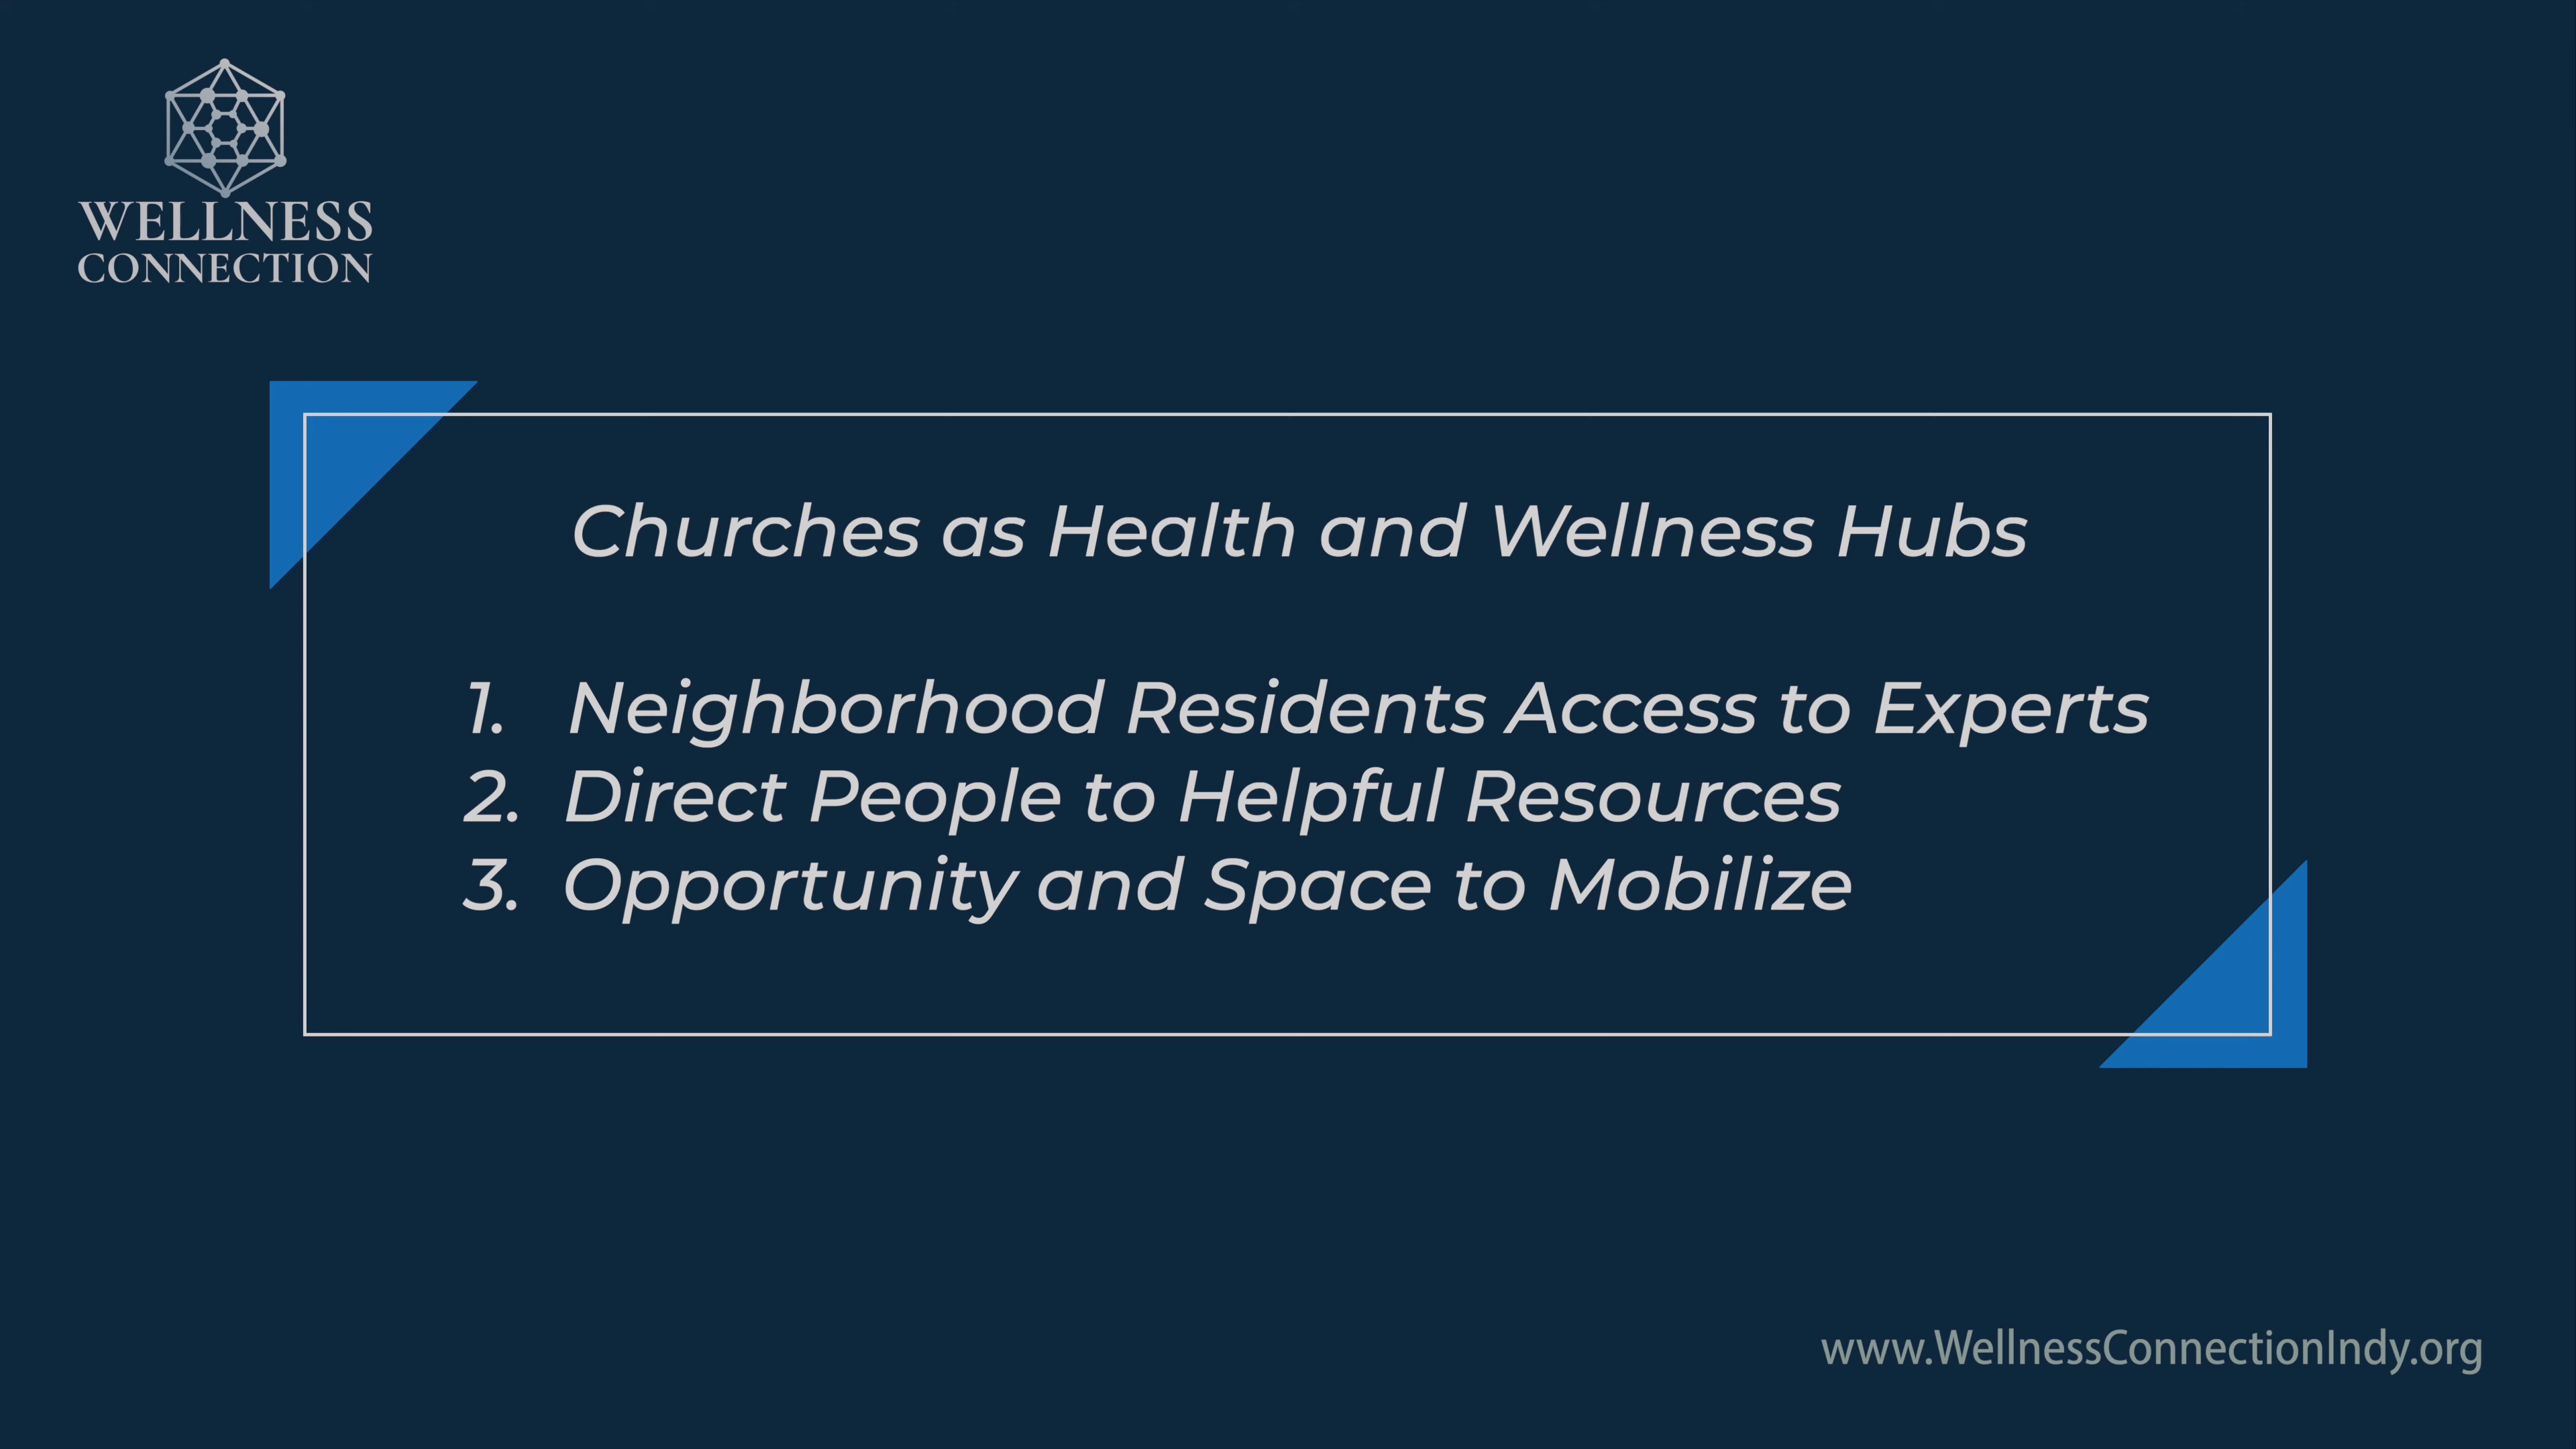 WELLNESS
CONNECTION
Churches as Health and Wellness Hubs
1. Neighborhood Residents Access to Experts
2. Direct People to Helpful Resources
3. Opportunity and Space to Mobilize
www.WellnessConnectionIndy.org